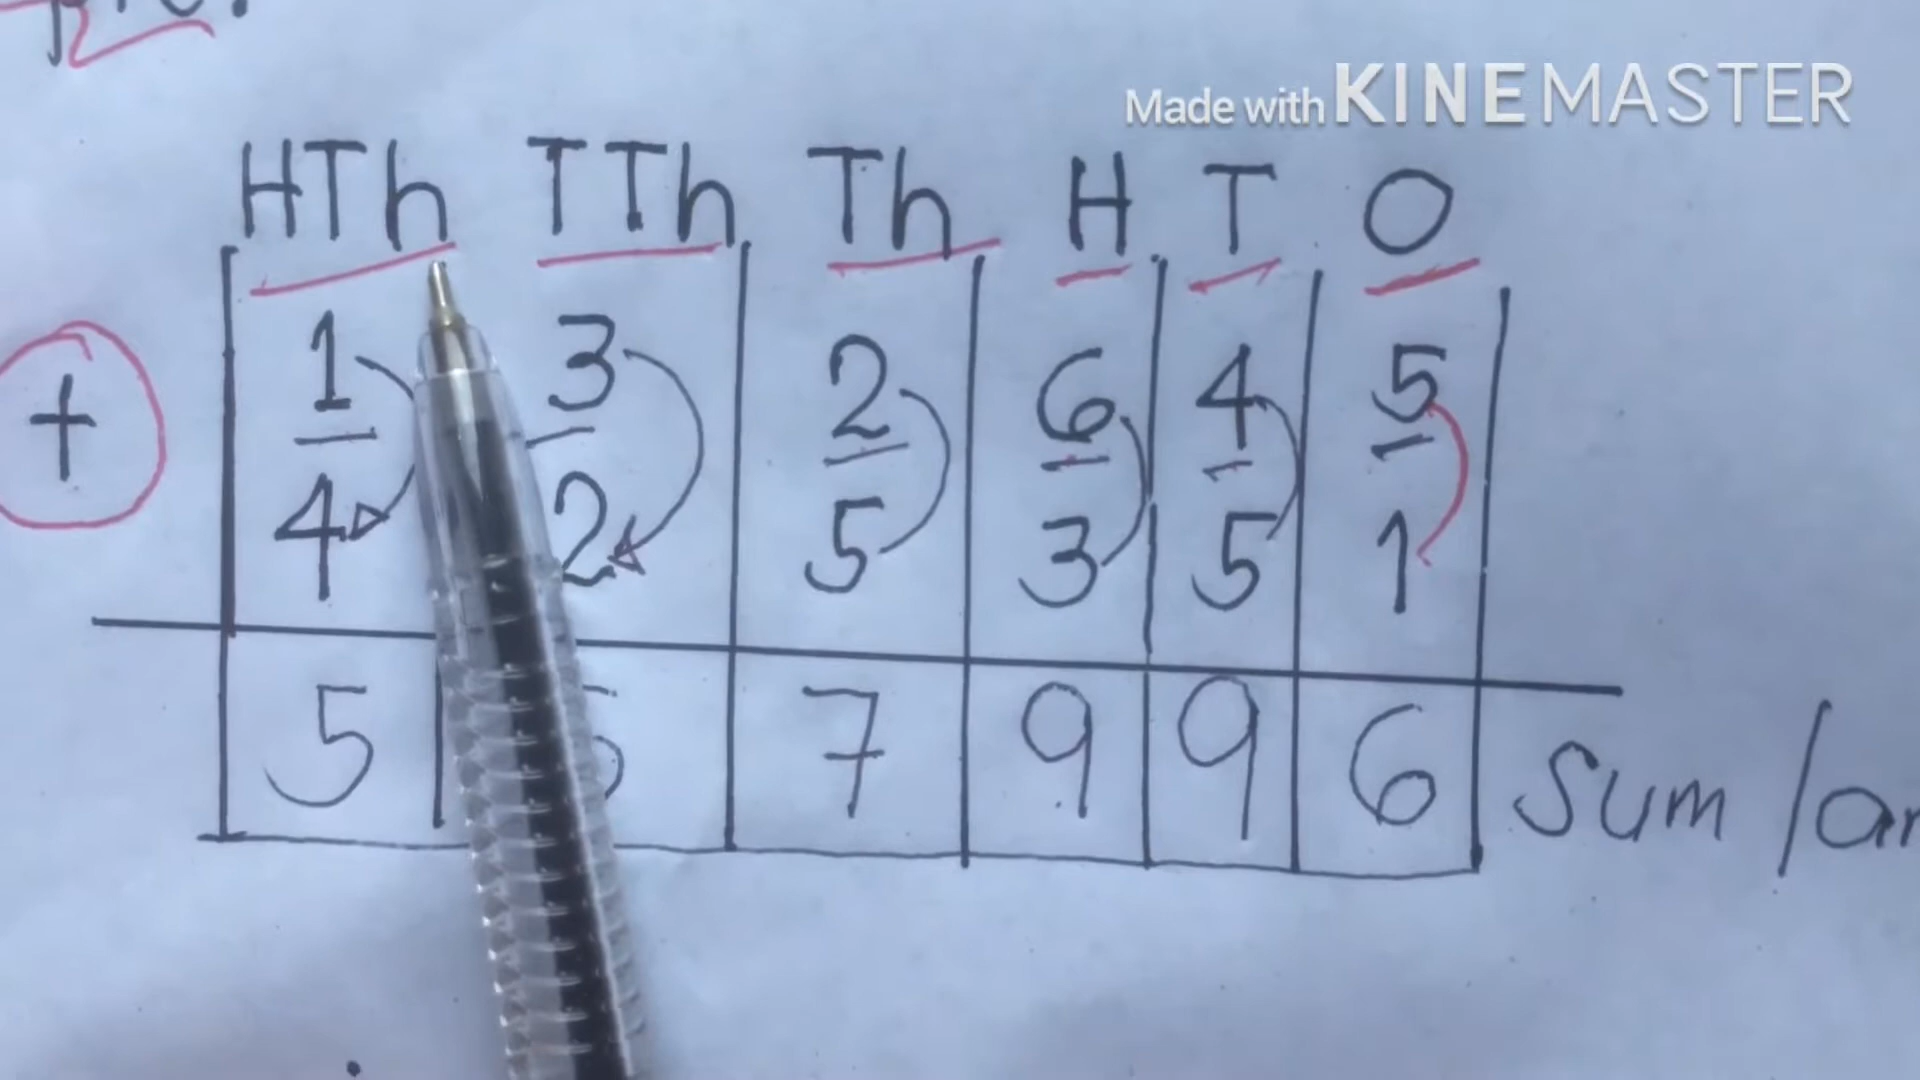 Made with KINEMASTER
HTh TTh Th H T O
1 3 2 6 4 5
+
4 2 5 3 5 1
5 5 7 9 9 6
Sum /